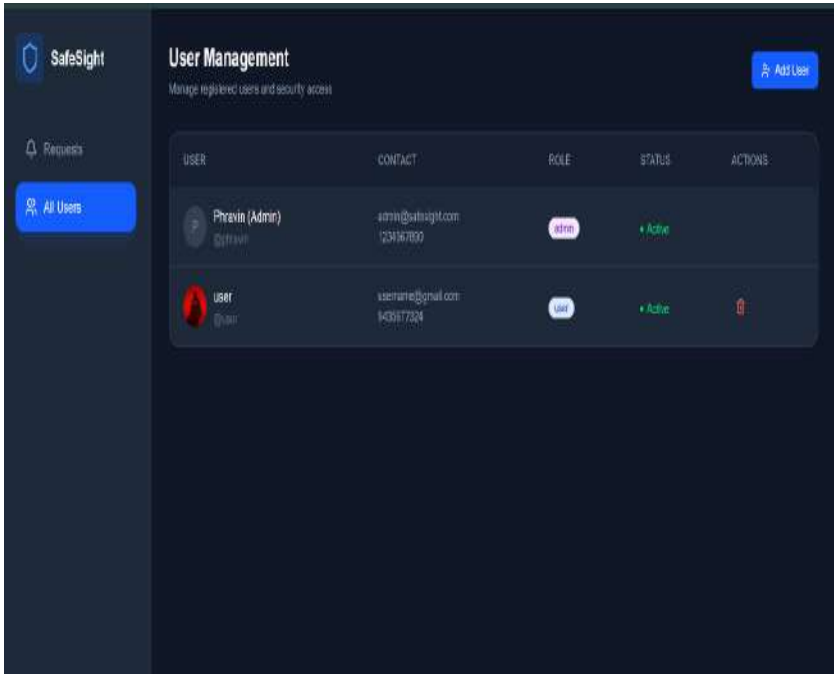 SafeSight
Requests
All Users
User Management
Manage registered users and security access
Add User
USER CONTACT ROLE STATUS ACTIONS
P
Phravin (Admin)
@phravin
admin@safesight.com
1234567890
admin
• Active
user
@user
username@gmail.com
user
• Active